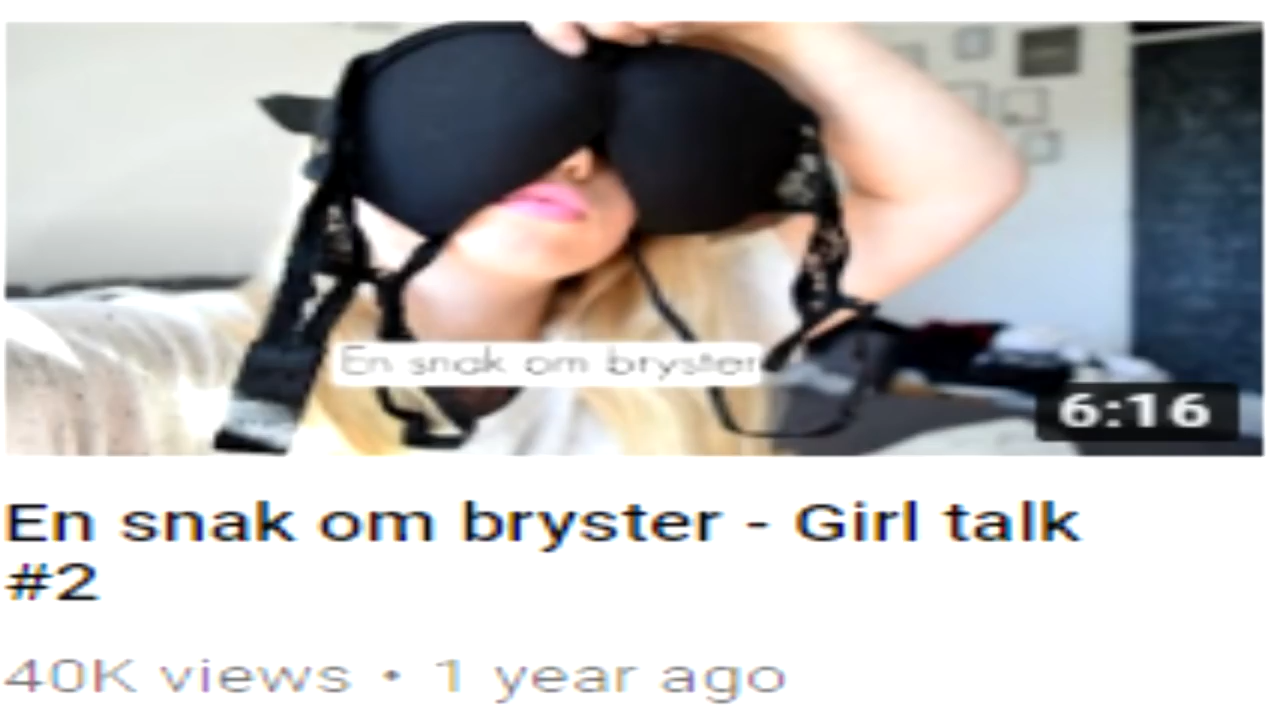 En snak om bryster
6:16
En snak om bryster - Girl talk
#2
40K views • 1 year ago